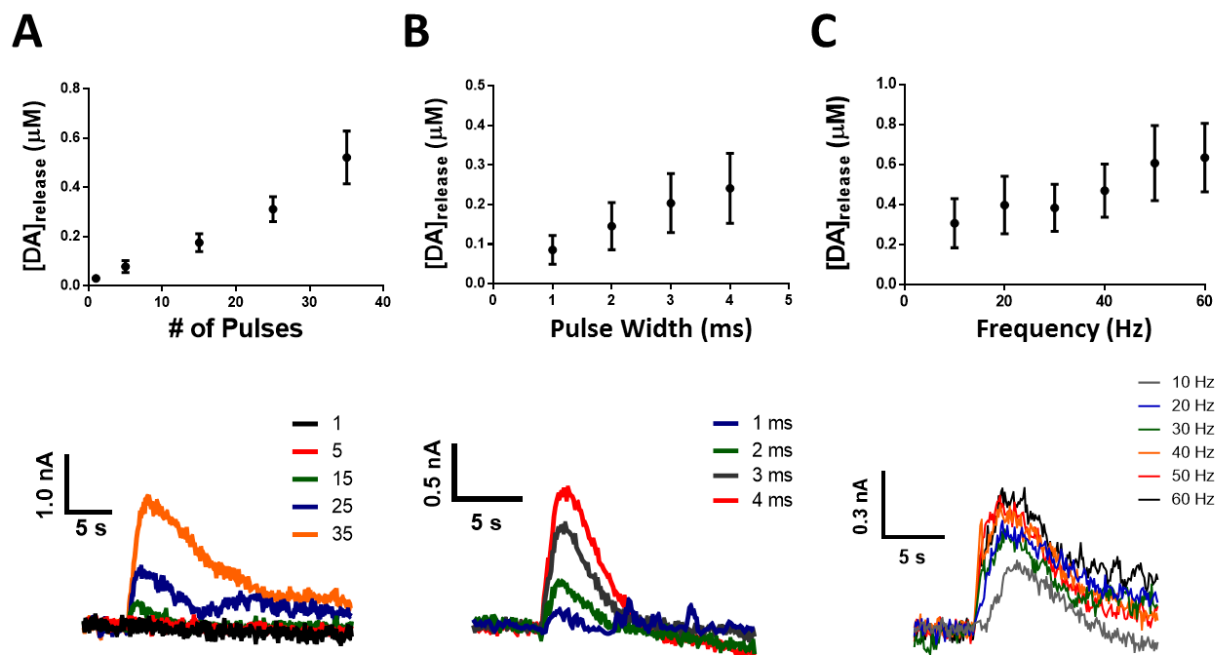 A
B
C
[DA]release (μM)
0.8
0.6
0.4
0.2
0.0
0
10
20
30
40
# of Pulses
[DA]release (μM)
0.5
0.4
0.3
0.2
0.1
0.0
0
1
2
3
4
5
Pulse Width (ms)
[DA]release (μM)
1.0
0.8
0.6
0.4
0.2
0.0
0
20
40
60
Frequency (Hz)
1.0 nA
5 s
1
5
15
25
35
0.5 nA
5 s
1 ms
2 ms
3 ms
4 ms
0.3 nA
5 s
10 Hz
20 Hz
30 Hz
40 Hz
50 Hz
60 Hz